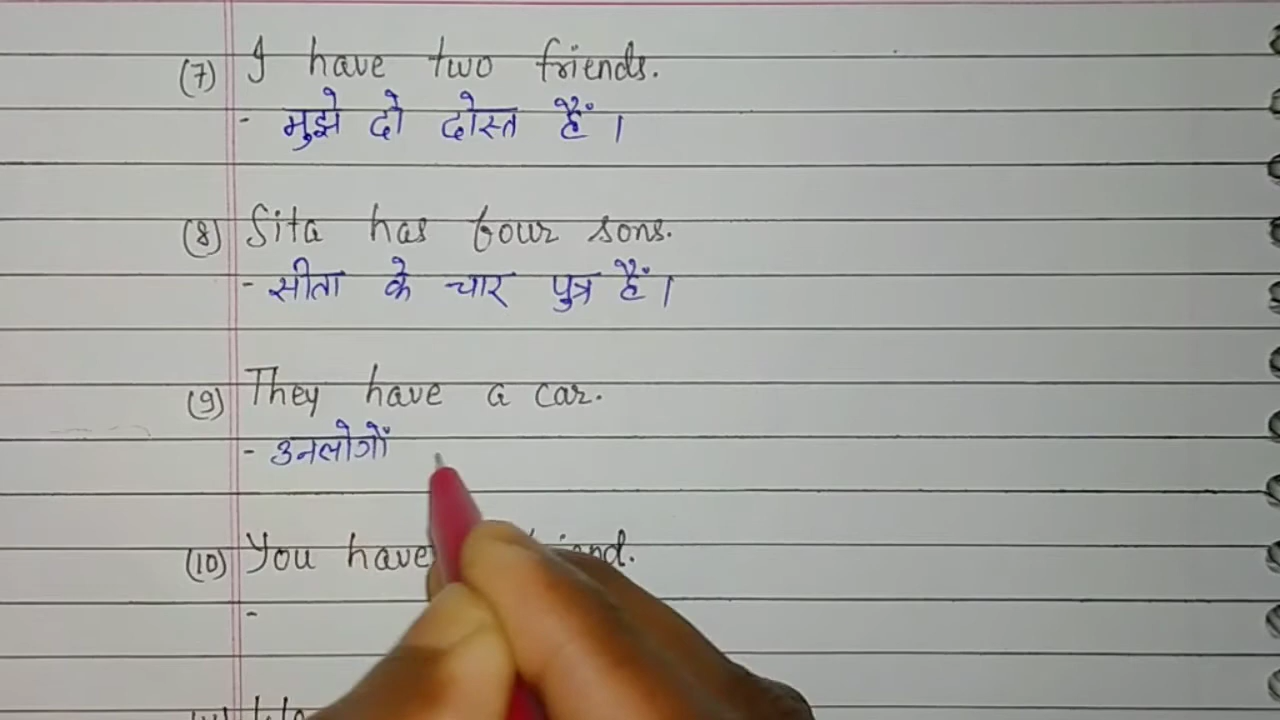 (7) I have two friends.
- मुझे दो दोस्त हैं।
(8) Sita has four sons.
- सीता के चार पुत्र हैं।
(9) They have a car.
- उनलोगों
(10) You have
-